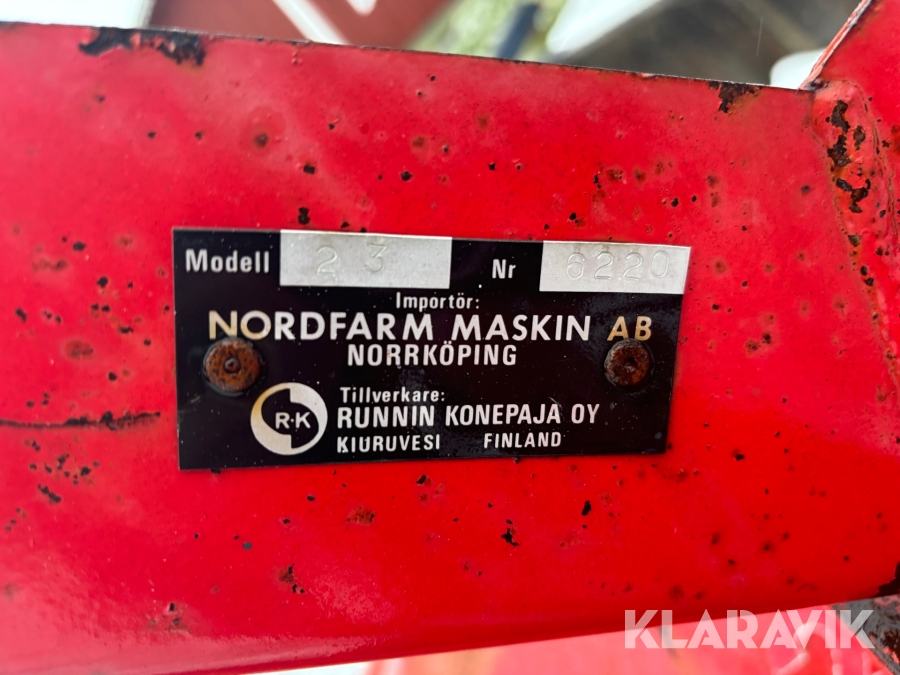 Modell 23 Nr 6220
Importör:
NORDFARM MASKIN AB
NORRKÖPING
R·K
Tillverkare:
RUNNIN KONEPAJA OY
KIURUVESI FINLAND
KLARAVIK